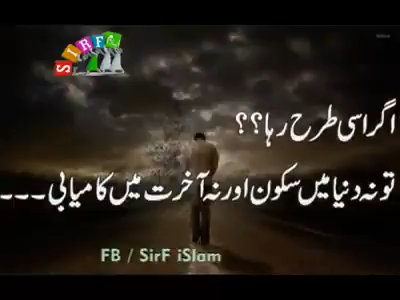 SIRF
اگر اسی طرح رہا؟؟
تو نہ دنیا میں سکون اور نہ آخرت میں کامیابی۔۔۔
FB / SirF iSlam